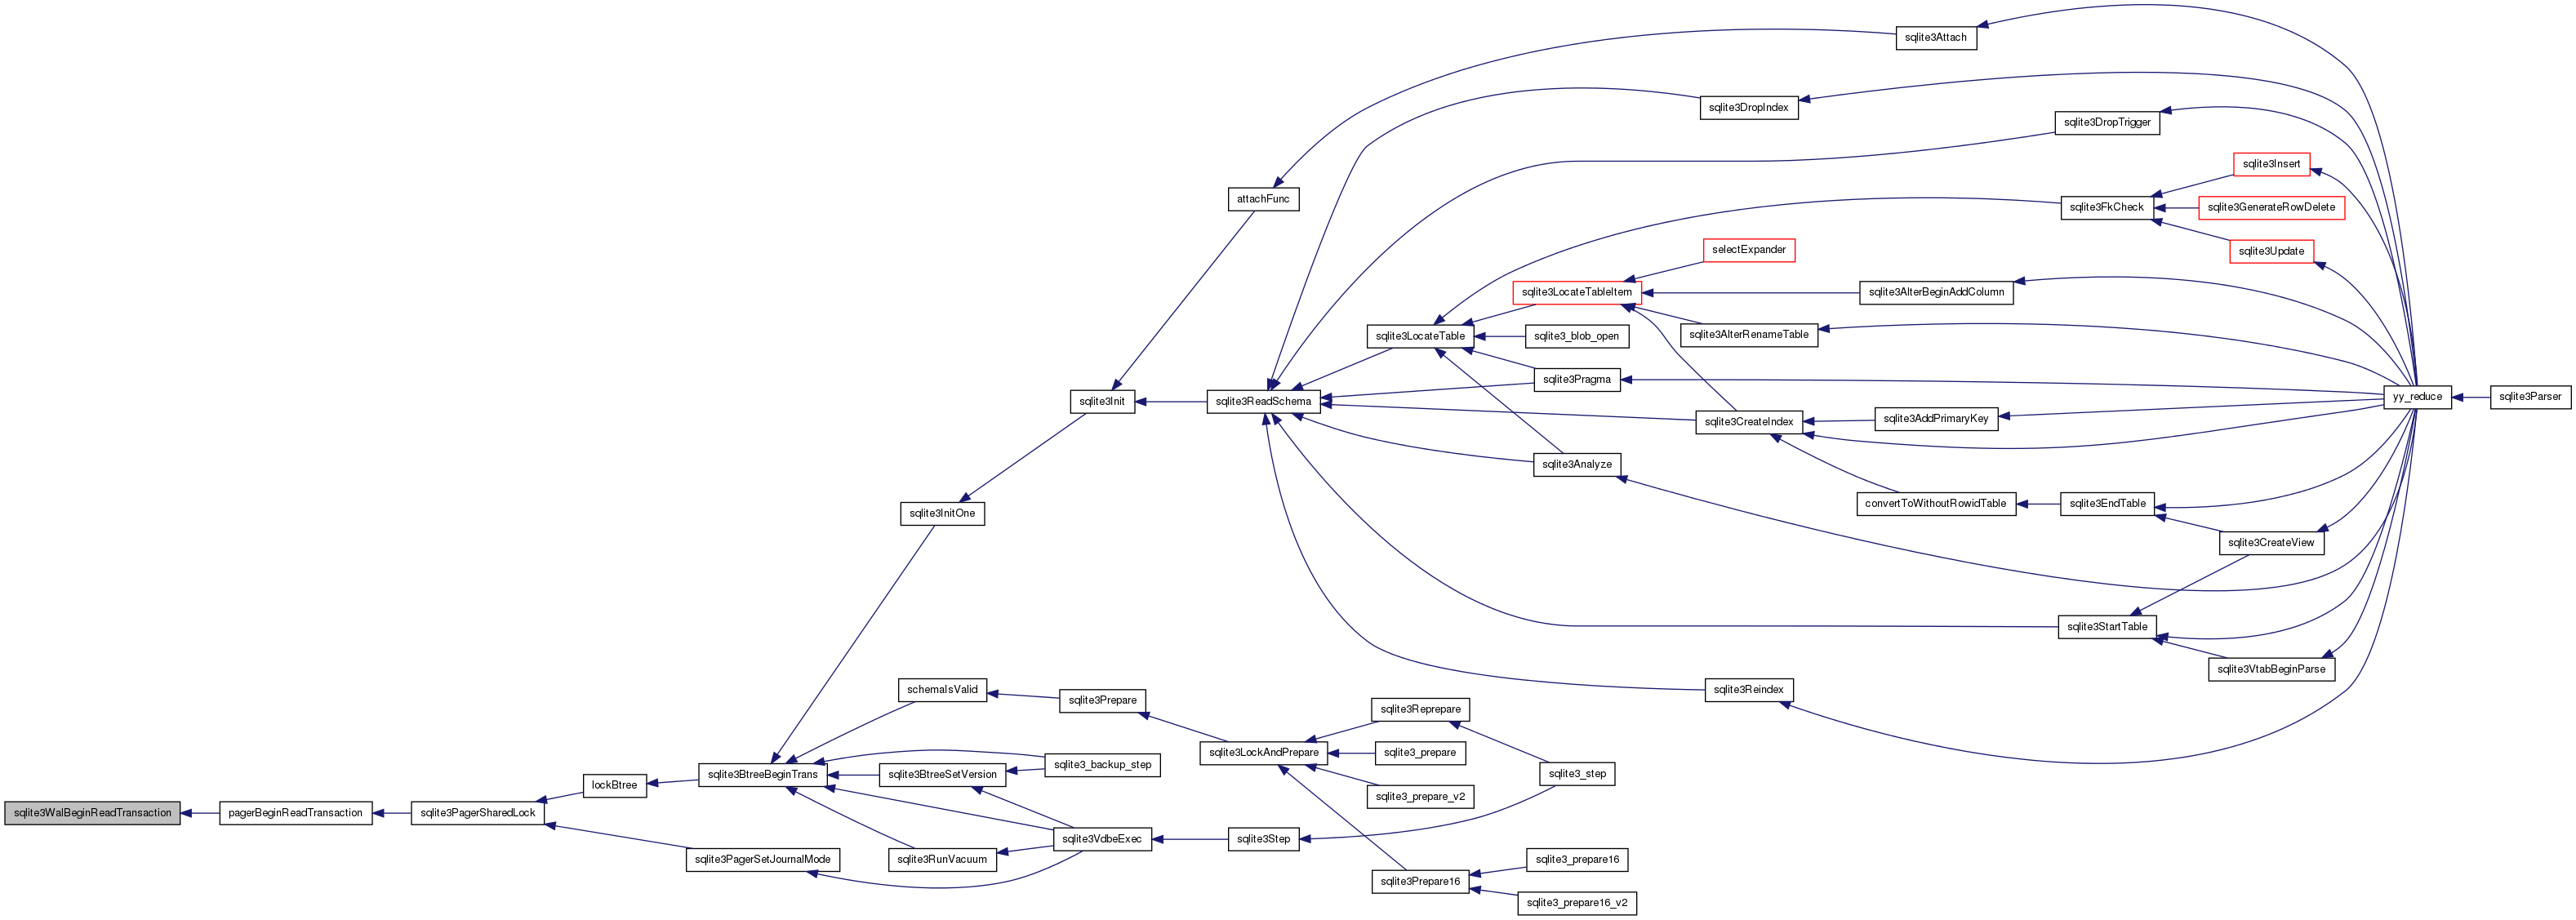 sqlite3Attach
sqlite3DropIndex
sqlite3DropTrigger
sqlite3Insert
attachFunc
sqlite3FkCheck
sqlite3GenerateRowDelete
selectExpander
sqlite3Update
sqlite3LocateTableItem
sqlite3AlterBeginAddColumn
sqlite3LocateTable
sqlite3_blob_open
sqlite3AlterRenameTable
sqlite3Pragma
sqlite3Init
sqlite3ReadSchema
yy_reduce
sqlite3Parser
sqlite3CreateIndex
sqlite3AddPrimaryKey
sqlite3Analyze
sqlite3InitOne
convertToWithoutRowidTable
sqlite3EndTable
sqlite3CreateView
sqlite3StartTable
sqlite3VtabBeginParse
schemaIsValid
sqlite3Prepare
sqlite3Reindex
sqlite3Reprepare
sqlite3LockAndPrepare
sqlite3_prepare
sqlite3BtreeBeginTrans
sqlite3BtreeSetVersion
sqlite3_backup_step
sqlite3_step
lockBtree
sqlite3_prepare_v2
sqlite3WalBeginReadTransaction
pagerBeginReadTransaction
sqlite3PagerSharedLock
sqlite3VdbeExec
sqlite3Step
sqlite3PagerSetJournalMode
sqlite3RunVacuum
sqlite3_prepare16
sqlite3Prepare16
sqlite3_prepare16_v2